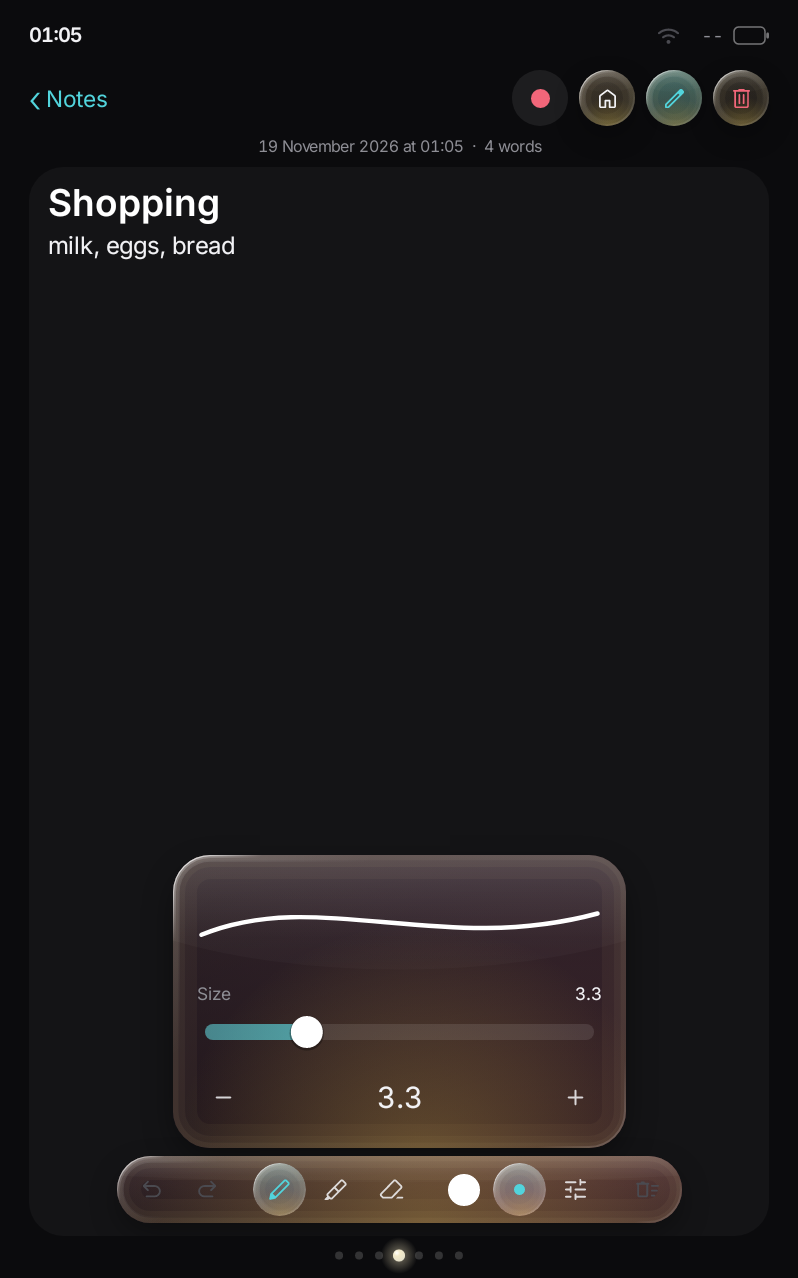 01:05
--
Notes
19 November 2026 at 01:05 · 4 words
Shopping
milk, eggs, bread
Size 3.3
− 3.3 +